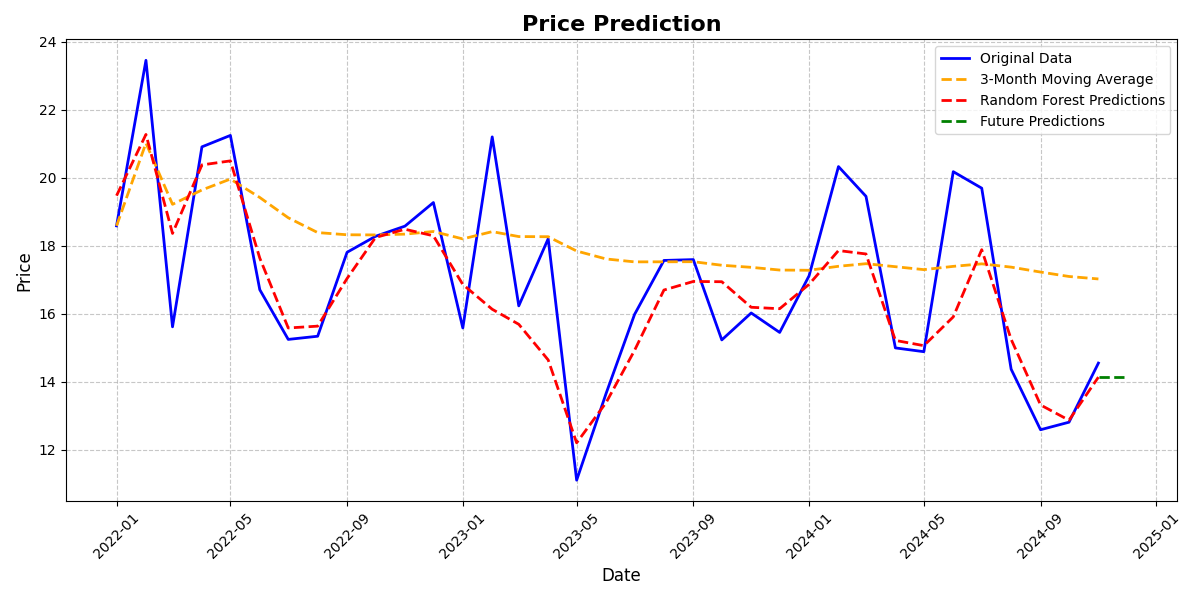 Price Prediction
Original Data
3-Month Moving Average
Random Forest Predictions
Future Predictions
Price
24
22
20
18
16
14
12
2022-01
2022-05
2022-09
2023-01
2023-05
2023-09
2024-01
2024-05
2024-09
2025-01
Date